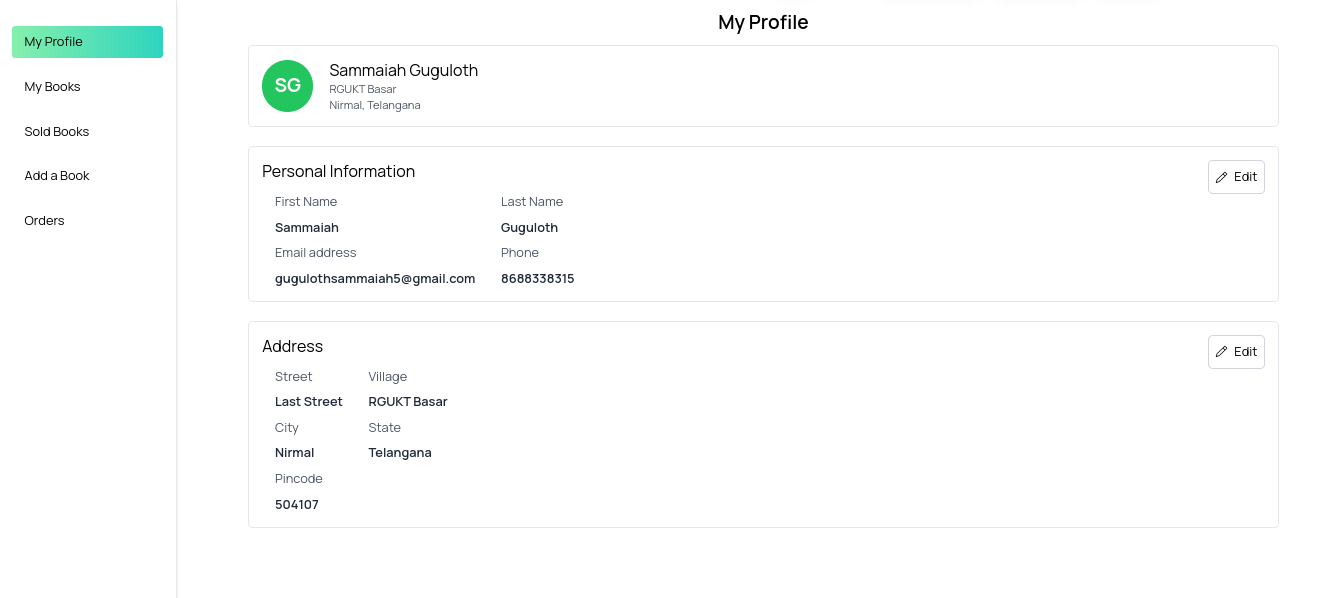 My Profile
My Books
Sold Books
Add a Book
Orders
My Profile
SG
Sammaiah Guguloth
RGUKT Basar
Nirmal, Telangana
Personal Information
Edit
First Name Last Name
Sammaiah Guguloth
Email address Phone
gugulothsammaiah5@gmail.com 8688338315
Address
Edit
Street Village
Last Street RGUKT Basar
City State
Nirmal Telangana
Pincode
504107